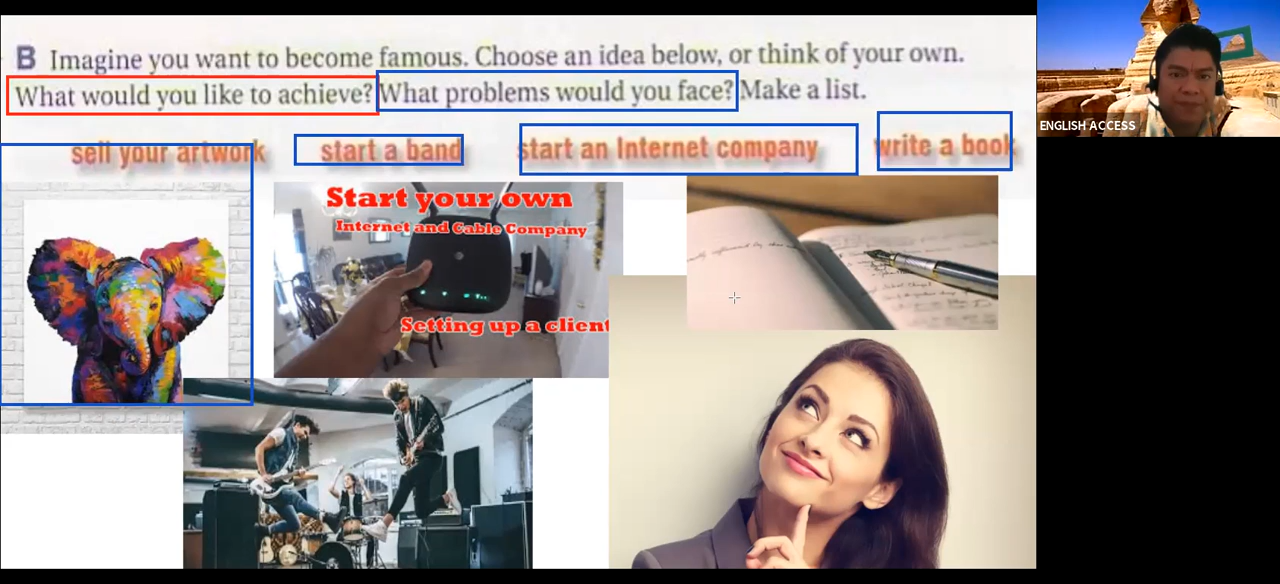 B Imagine you want to become famous. Choose an idea below, or think of your own.
What would you like to achieve? What problems would you face? Make a list.
sell your artwork start a band start an Internet company write a book
Start your own
Internet and Cable Company
Setting up a client
ENGLISH ACCESS